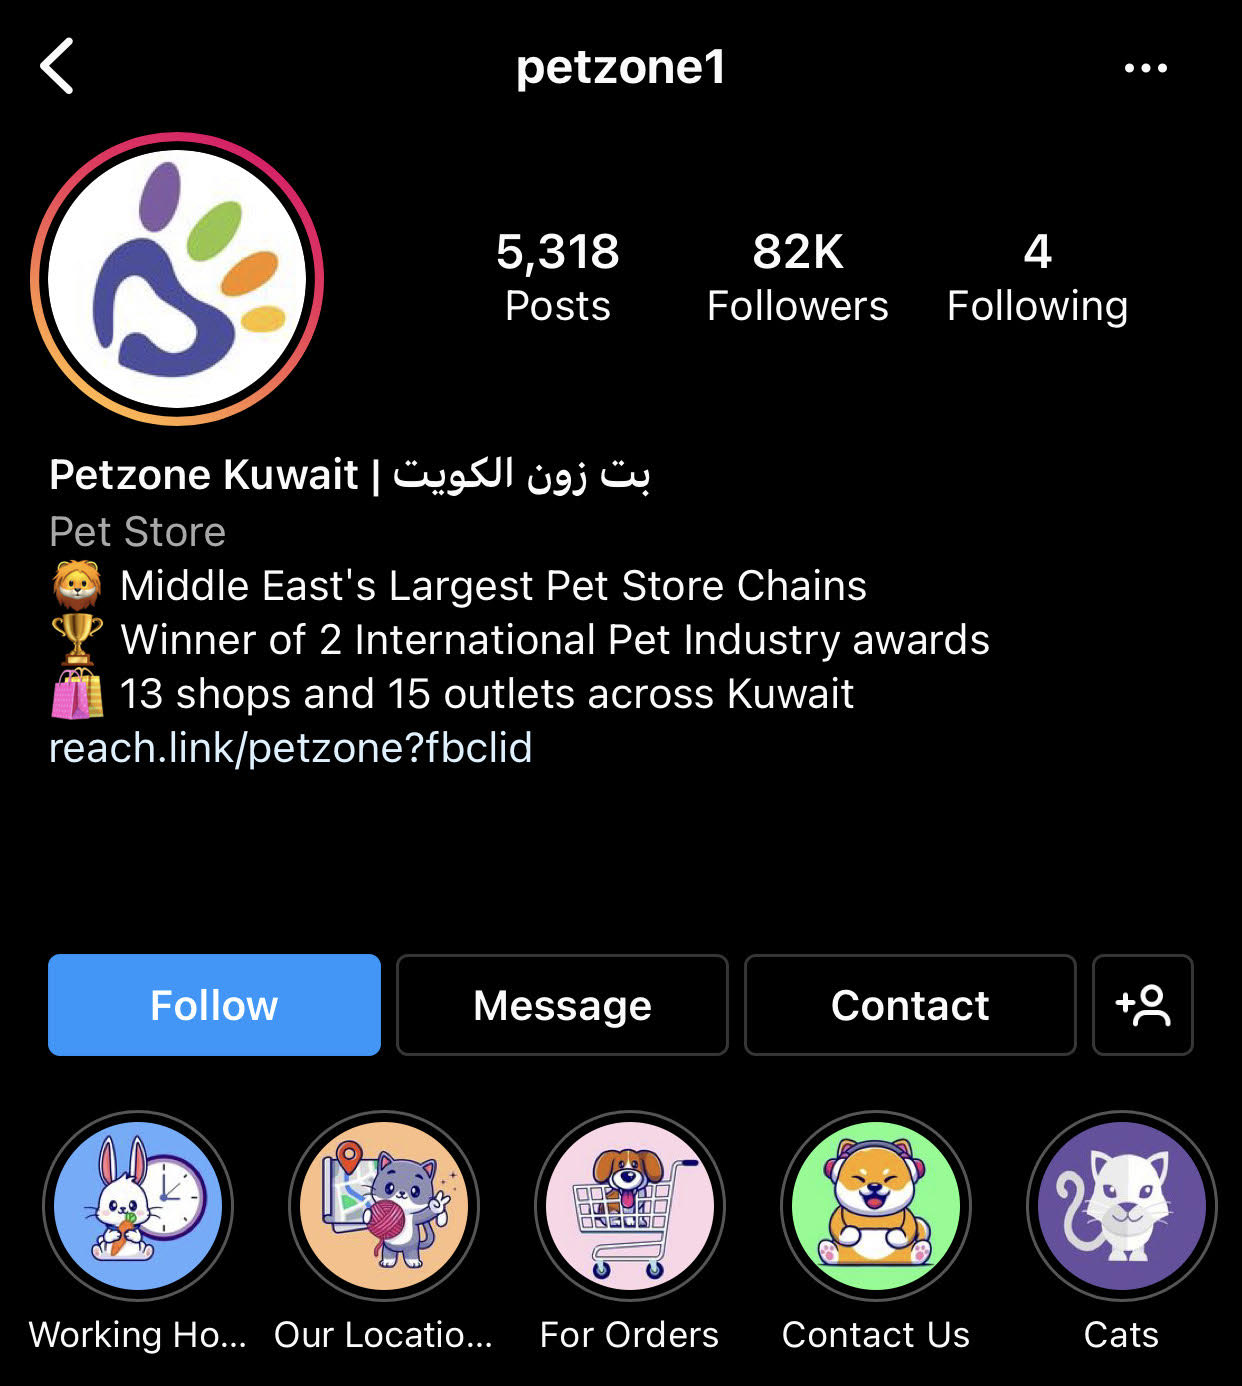 petzone1
5,318 82K 4
Posts Followers Following
Petzone Kuwait | بت زون الكويت
Pet Store
🦁 Middle East's Largest Pet Store Chains
🏆 Winner of 2 International Pet Industry awards
🛍️ 13 shops and 15 outlets across Kuwait
reach.link/petzone?fbclid
Follow Message Contact
Working Ho... Our Locatio... For Orders Contact Us Cats